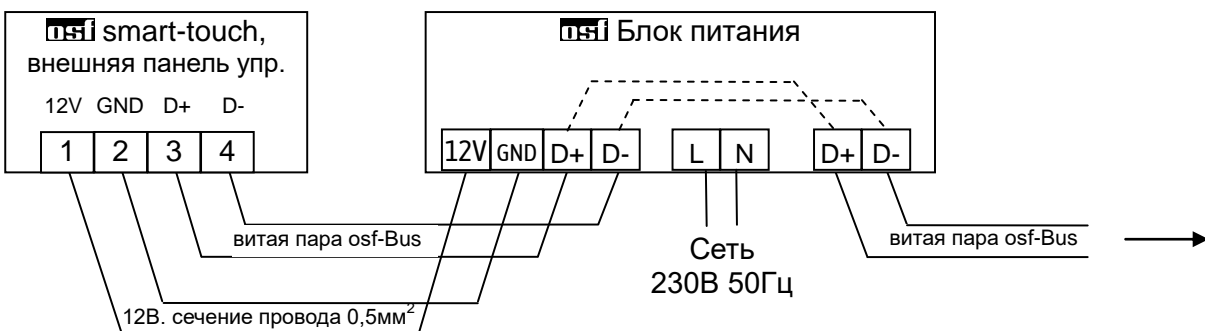 osf smart-touch,
внешняя панель упр.
12V GND D+ D-
1 2 3 4
osf Блок питания
12V GND D+ D- L N D+ D-
витая пара osf-Bus
12В. сечение провода 0,5мм²
Сеть
230В 50Гц
витая пара osf-Bus